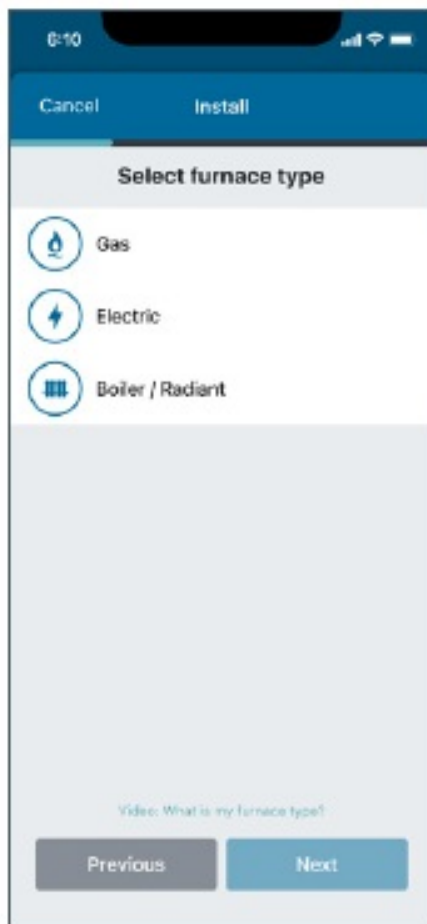 6:10
Cancel Install
Select furnace type
Gas
Electric
Boiler / Radiant
Video: What is my furnace type?
Previous Next